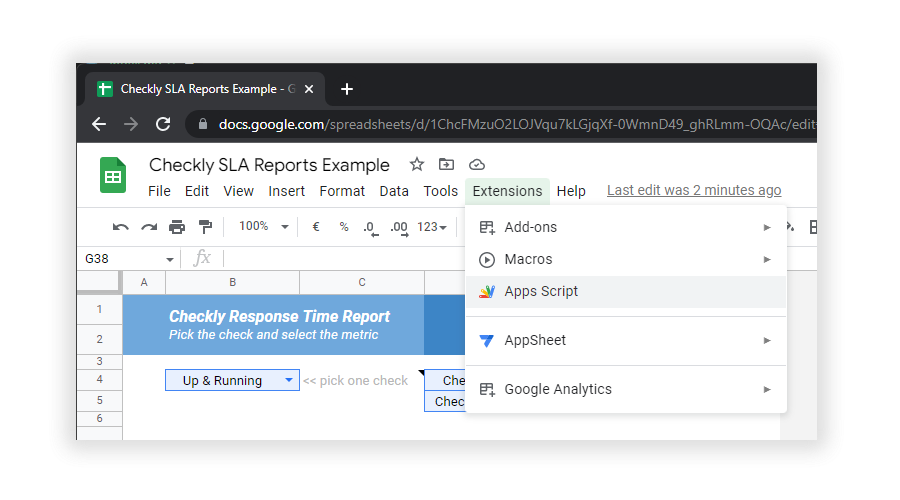 Checkly SLA Reports Example - G
docs.google.com/spreadsheets/d/1ChcFMzuO2LOJVqu7kLGjqXf-0WmnD49_ghRLmm-OQAc/edit
Checkly SLA Reports Example
File Edit View Insert Format Data Tools Extensions Help Last edit was 2 minutes ago
100% € % .0 .00 123
Add-ons
G38 fx
Macros
A B C
Apps Script
1 Checkly Response Time Report
2 Pick the check and select the metric
AppSheet
3
4 Up & Running << pick one check Che
Google Analytics
5 Chec
6